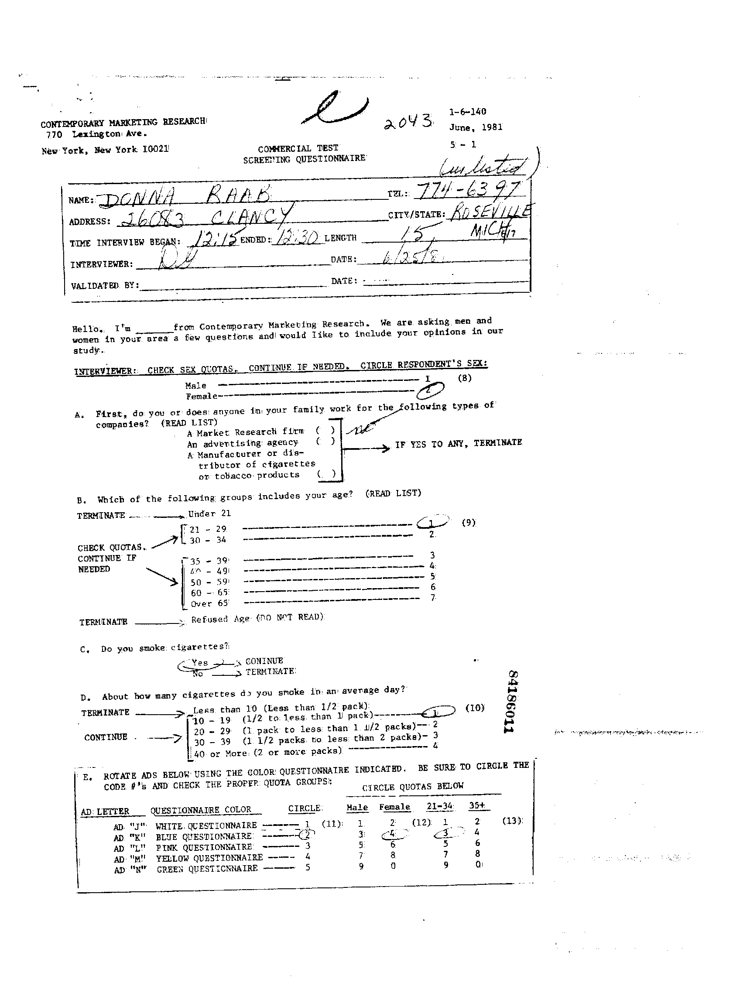 1-6-140
CONTEMPORARY MARKETING RESEARCH 2043 June, 1981
770 Lexington Ave.
New York, New York 10021 COMMERCIAL TEST 5 - 1
SCREENING QUESTIONNAIRE
NAME: DONNA RAAB TEL: 774-6397
ADDRESS: 26083 CLANCY CITY/STATE: ROSEVILLE
MICH
TIME INTERVIEW BEGAN: 12:15 ENDED: 12:30 LENGTH 15
INTERVIEWER: DATE: 6/25/8
VALIDATED BY: DATE:
Hello. I'm ______ from Contemporary Marketing Research. We are asking men and
women in your area a few questions and would like to include your opinions in our
study.
INTERVIEWER: CHECK SEX QUOTAS. CONTINUE IF NEEDED. CIRCLE RESPONDENT'S SEX:
Male 1 (8)
Female 2
A. First, do you or does anyone in your family work for the following types of
companies? (READ LIST)
A Market Research firm ( ) no
An advertising agency ( ) IF YES TO ANY, TERMINATE
A Manufacturer or dis-
tributor of cigarettes
or tobacco products ( )
B. Which of the following groups includes your age? (READ LIST)
TERMINATE Under 21
21 - 29 1 (9)
30 - 34 2
CHECK QUOTAS.
CONTINUE IF 35 - 39 3
NEEDED 40 - 49 4
50 - 59 5
60 - 65 6
Over 65 7
TERMINATE Refused Age (DO NOT READ)
C. Do you smoke cigarettes?
Yes CONINUE
No TERMINATE
D. About how many cigarettes do you smoke in an average day?
TERMINATE Less than 10 (Less than 1/2 pack)
10 - 19 (1/2 to less than 1 pack) 1 (10)
20 - 29 (1 pack to less than 1 1/2 packs) 2
CONTINUE 30 - 39 (1 1/2 packs to less than 2 packs) 3
40 or More (2 or more packs) 4
84186011
E. ROTATE ADS BELOW USING THE COLOR QUESTIONNAIRE INDICATED. BE SURE TO CIRCLE THE
CODE #'s AND CHECK THE PROPER QUOTA GROUPS: CIRCLE QUOTAS BELOW
AD LETTER QUESTIONNAIRE COLOR CIRCLE Male Female 21-34 35+
AD "J" WHITE QUESTIONNAIRE 1 (11) 1 2 (12) 1 2 (13)
AD "K" BLUE QUESTIONNAIRE 2 3 4 3 4
AD "L" PINK QUESTIONNAIRE 3 5 6 5 6
AD "M" YELLOW QUESTIONNAIRE 4 7 8 7 8
AD "N" GREEN QUESTIONNAIRE 5 9 0 9 0